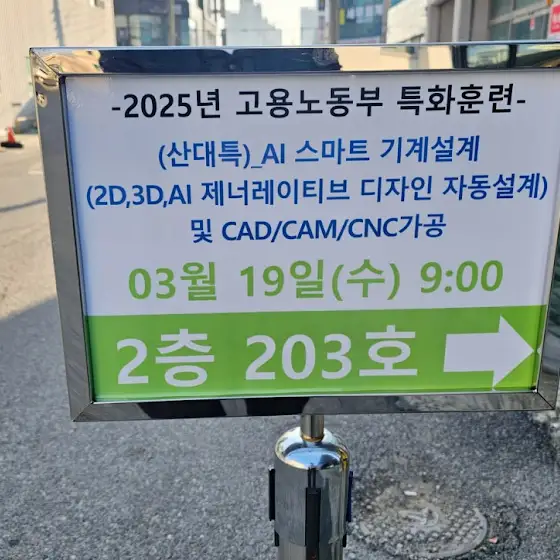 -2025년 고용노동부 특화훈련-
(산대특)_AI 스마트 기계설계
(2D,3D,AI 제너레이티브 디자인 자동설계)
및 CAD/CAM/CNC가공
03월 19일(수) 9:00
2층 203호